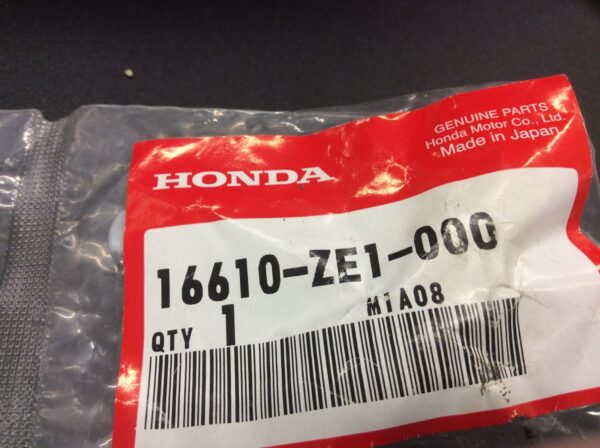 GENUINE PARTS
Honda Motor Co., Ltd.
Made in Japan
HONDA
16610-ZE1-000
M1A08
QTY 1